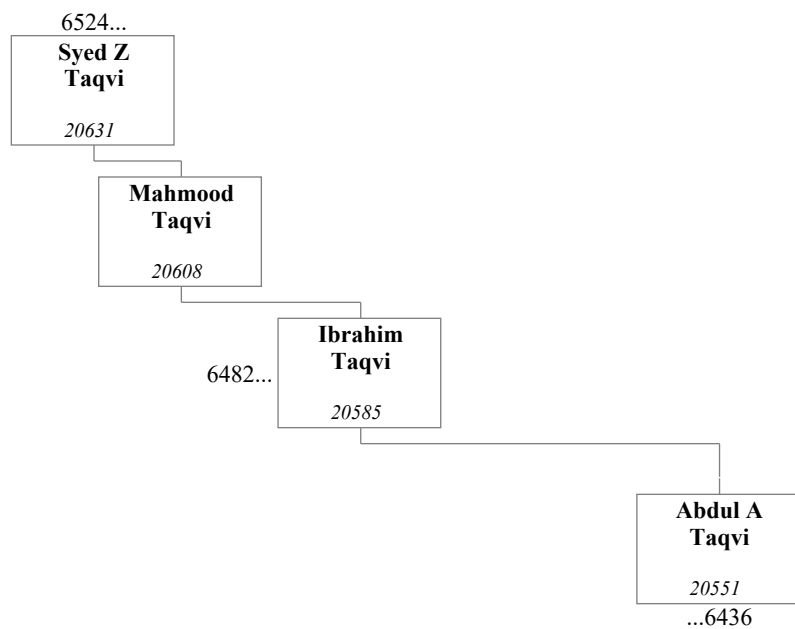 6524...
Syed Z
Taqvi
20631
Mahmood
Taqvi
20608
Ibrahim
Taqvi
6482...
20585
Abdul A
Taqvi
20551
...6436